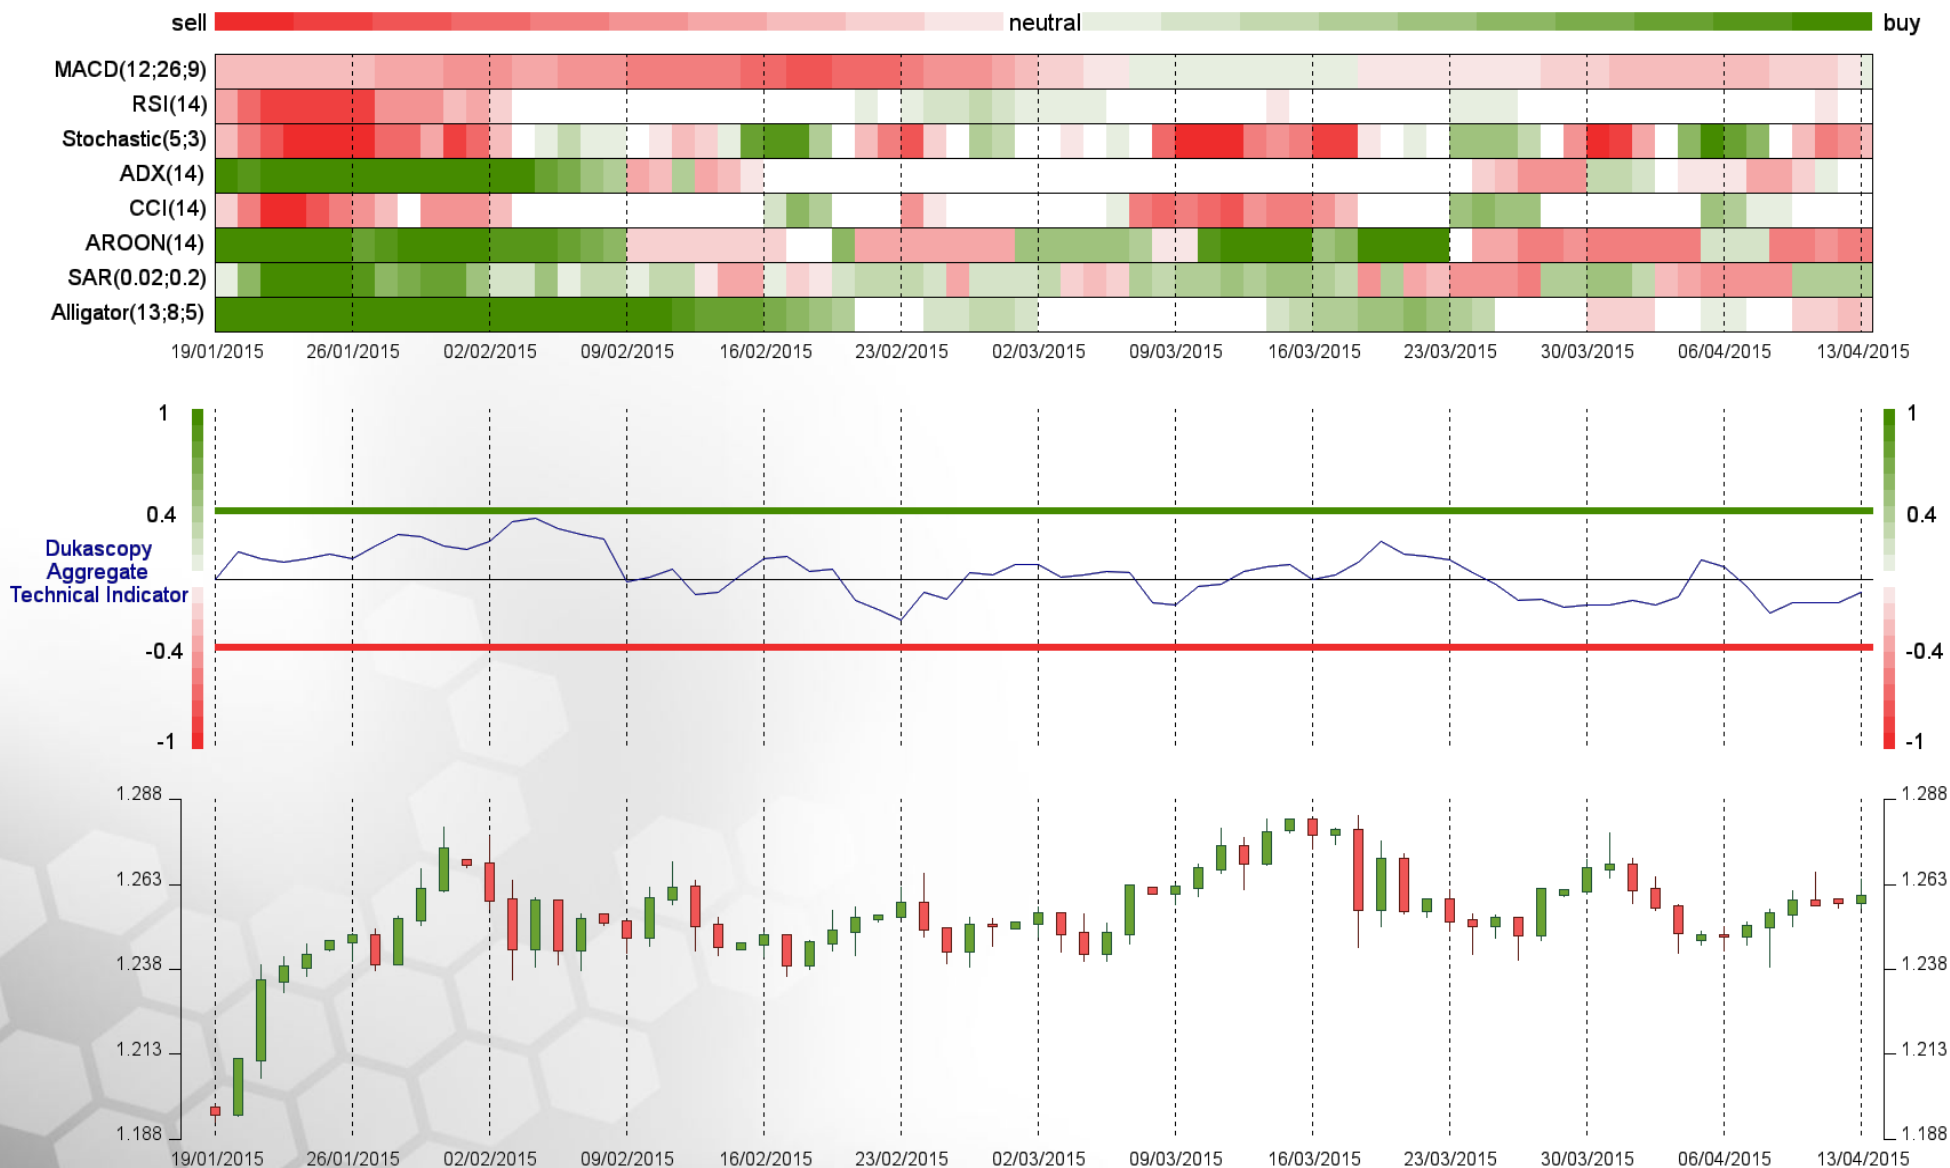 sell neutral buy
MACD(12;26;9)
RSI(14)
Stochastic(5;3)
ADX(14)
CCI(14)
AROON(14)
SAR(0.02;0.2)
Alligator(13;8;5)
19/01/2015 26/01/2015 02/02/2015 09/02/2015 16/02/2015 23/02/2015 02/03/2015 09/03/2015 16/03/2015 23/03/2015 30/03/2015 06/04/2015 13/04/2015
1 1
0.4 0.4
Dukascopy
Aggregate
Technical Indicator
-0.4 -0.4
-1 -1
1.288 1.288
1.263 1.263
1.238 1.238
1.213 1.213
1.188 1.188
19/01/2015 26/01/2015 02/02/2015 09/02/2015 16/02/2015 23/02/2015 02/03/2015 09/03/2015 16/03/2015 23/03/2015 30/03/2015 06/04/2015 13/04/2015